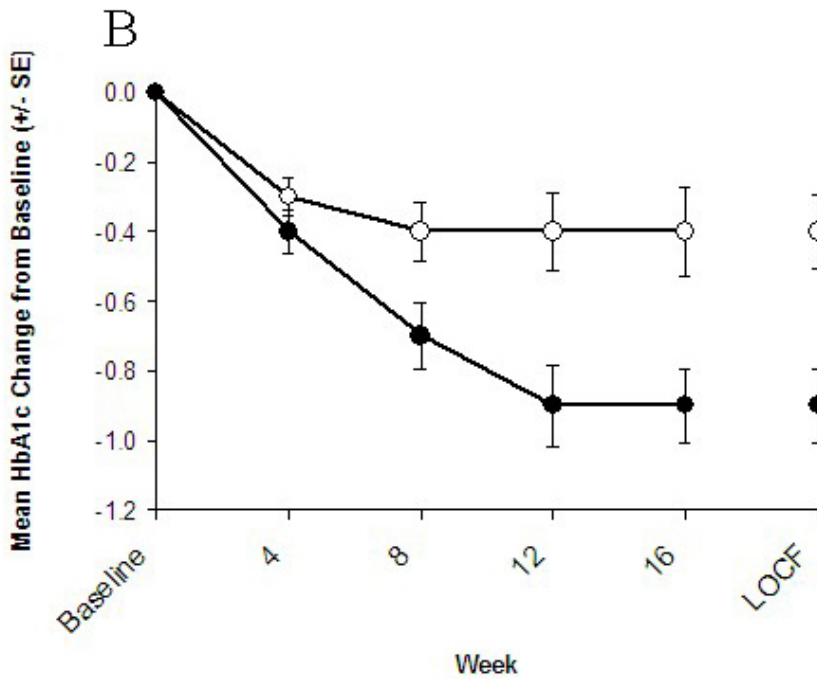 B
Mean HbA1c Change from Baseline (+/- SE)
0.0
-0.2
-0.4
-0.6
-0.8
-1.0
-1.2
Baseline
4
8
12
16
LOCF
Week